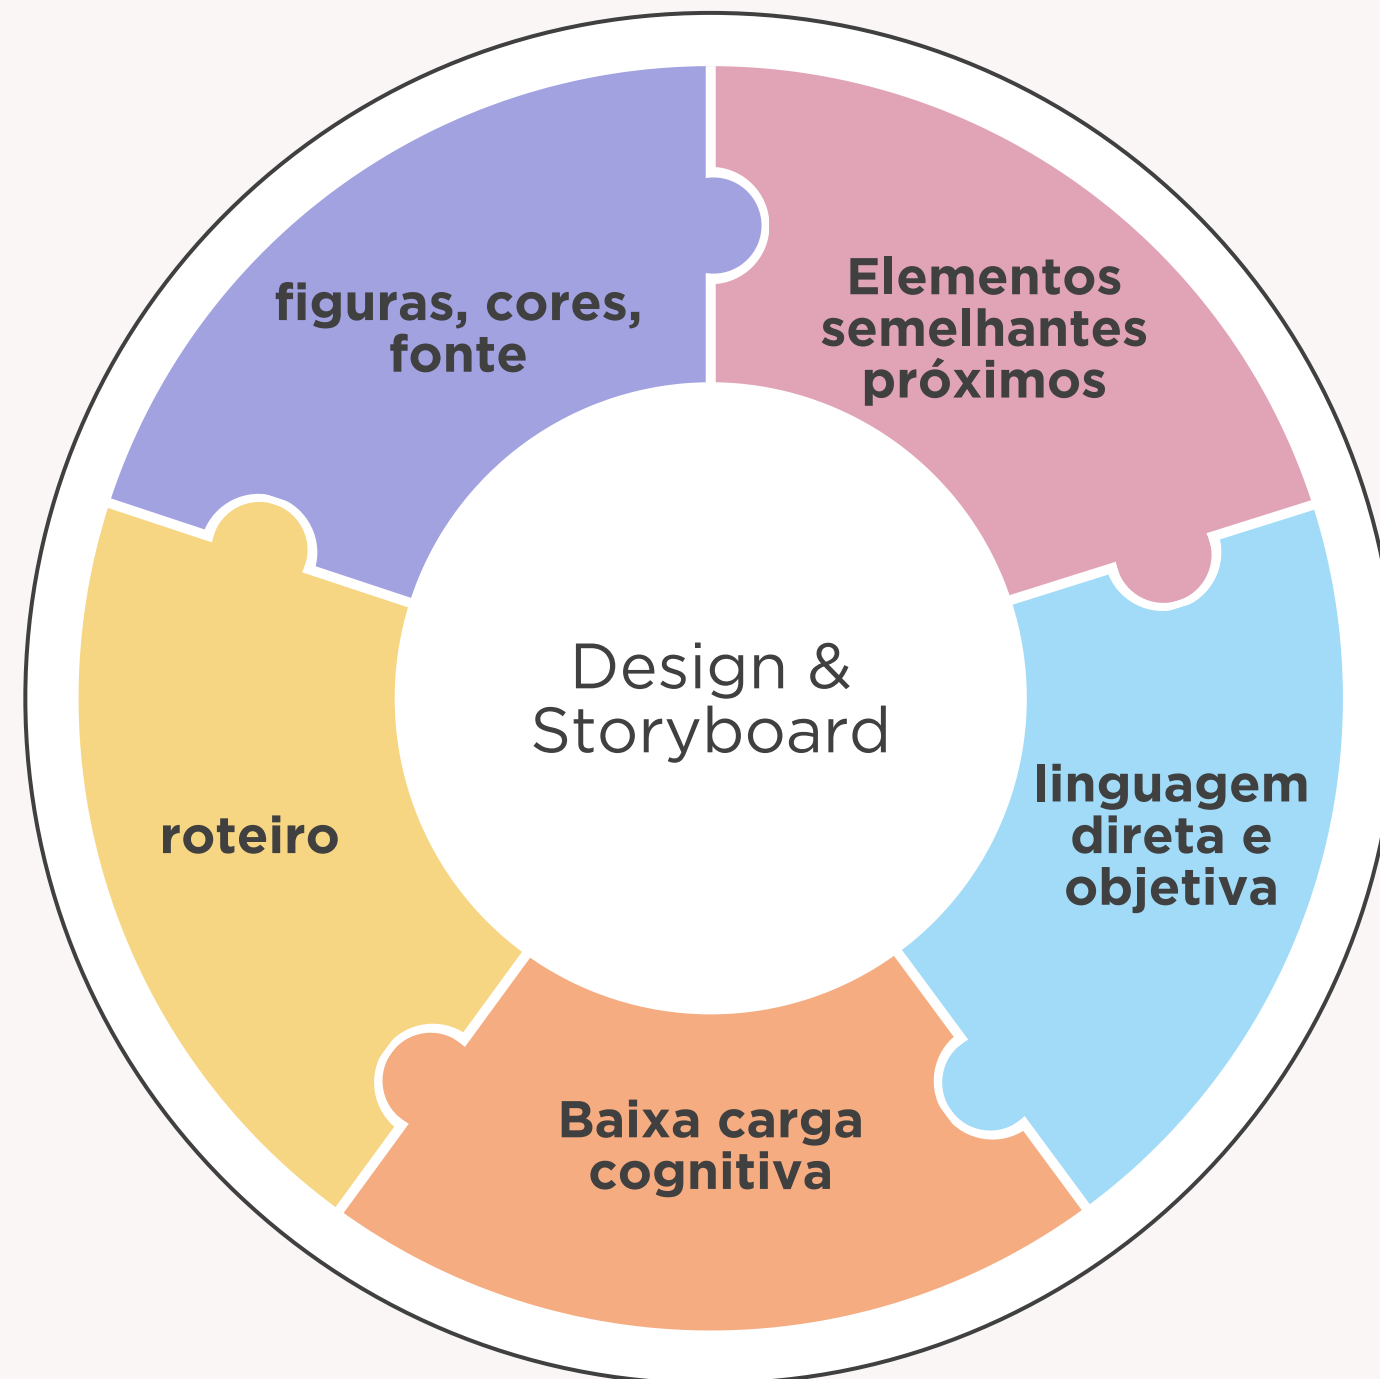 figuras, cores,
fonte
Elementos
semelhantes
próximos
Design &
Storyboard
linguagem
direta e
objetiva
roteiro
Baixa carga
cognitiva